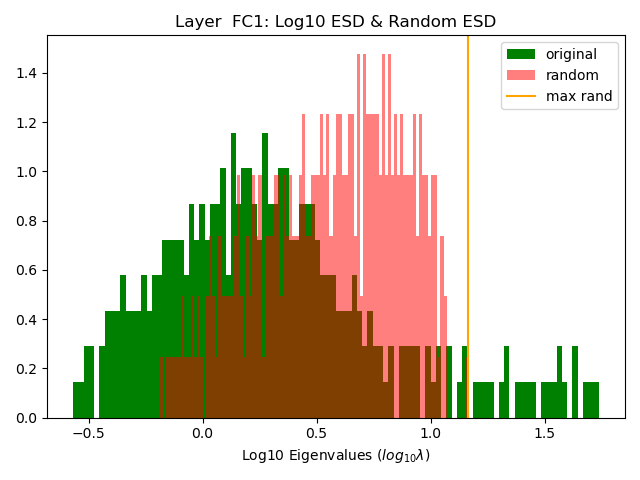 Layer  FC1: Log10 ESD & Random ESD
original
random
max rand
1.4
1.2
1.0
0.8
0.6
0.4
0.2
0.0
−0.5 0.0 0.5 1.0 1.5
Log10 Eigenvalues (log₁₀λ)